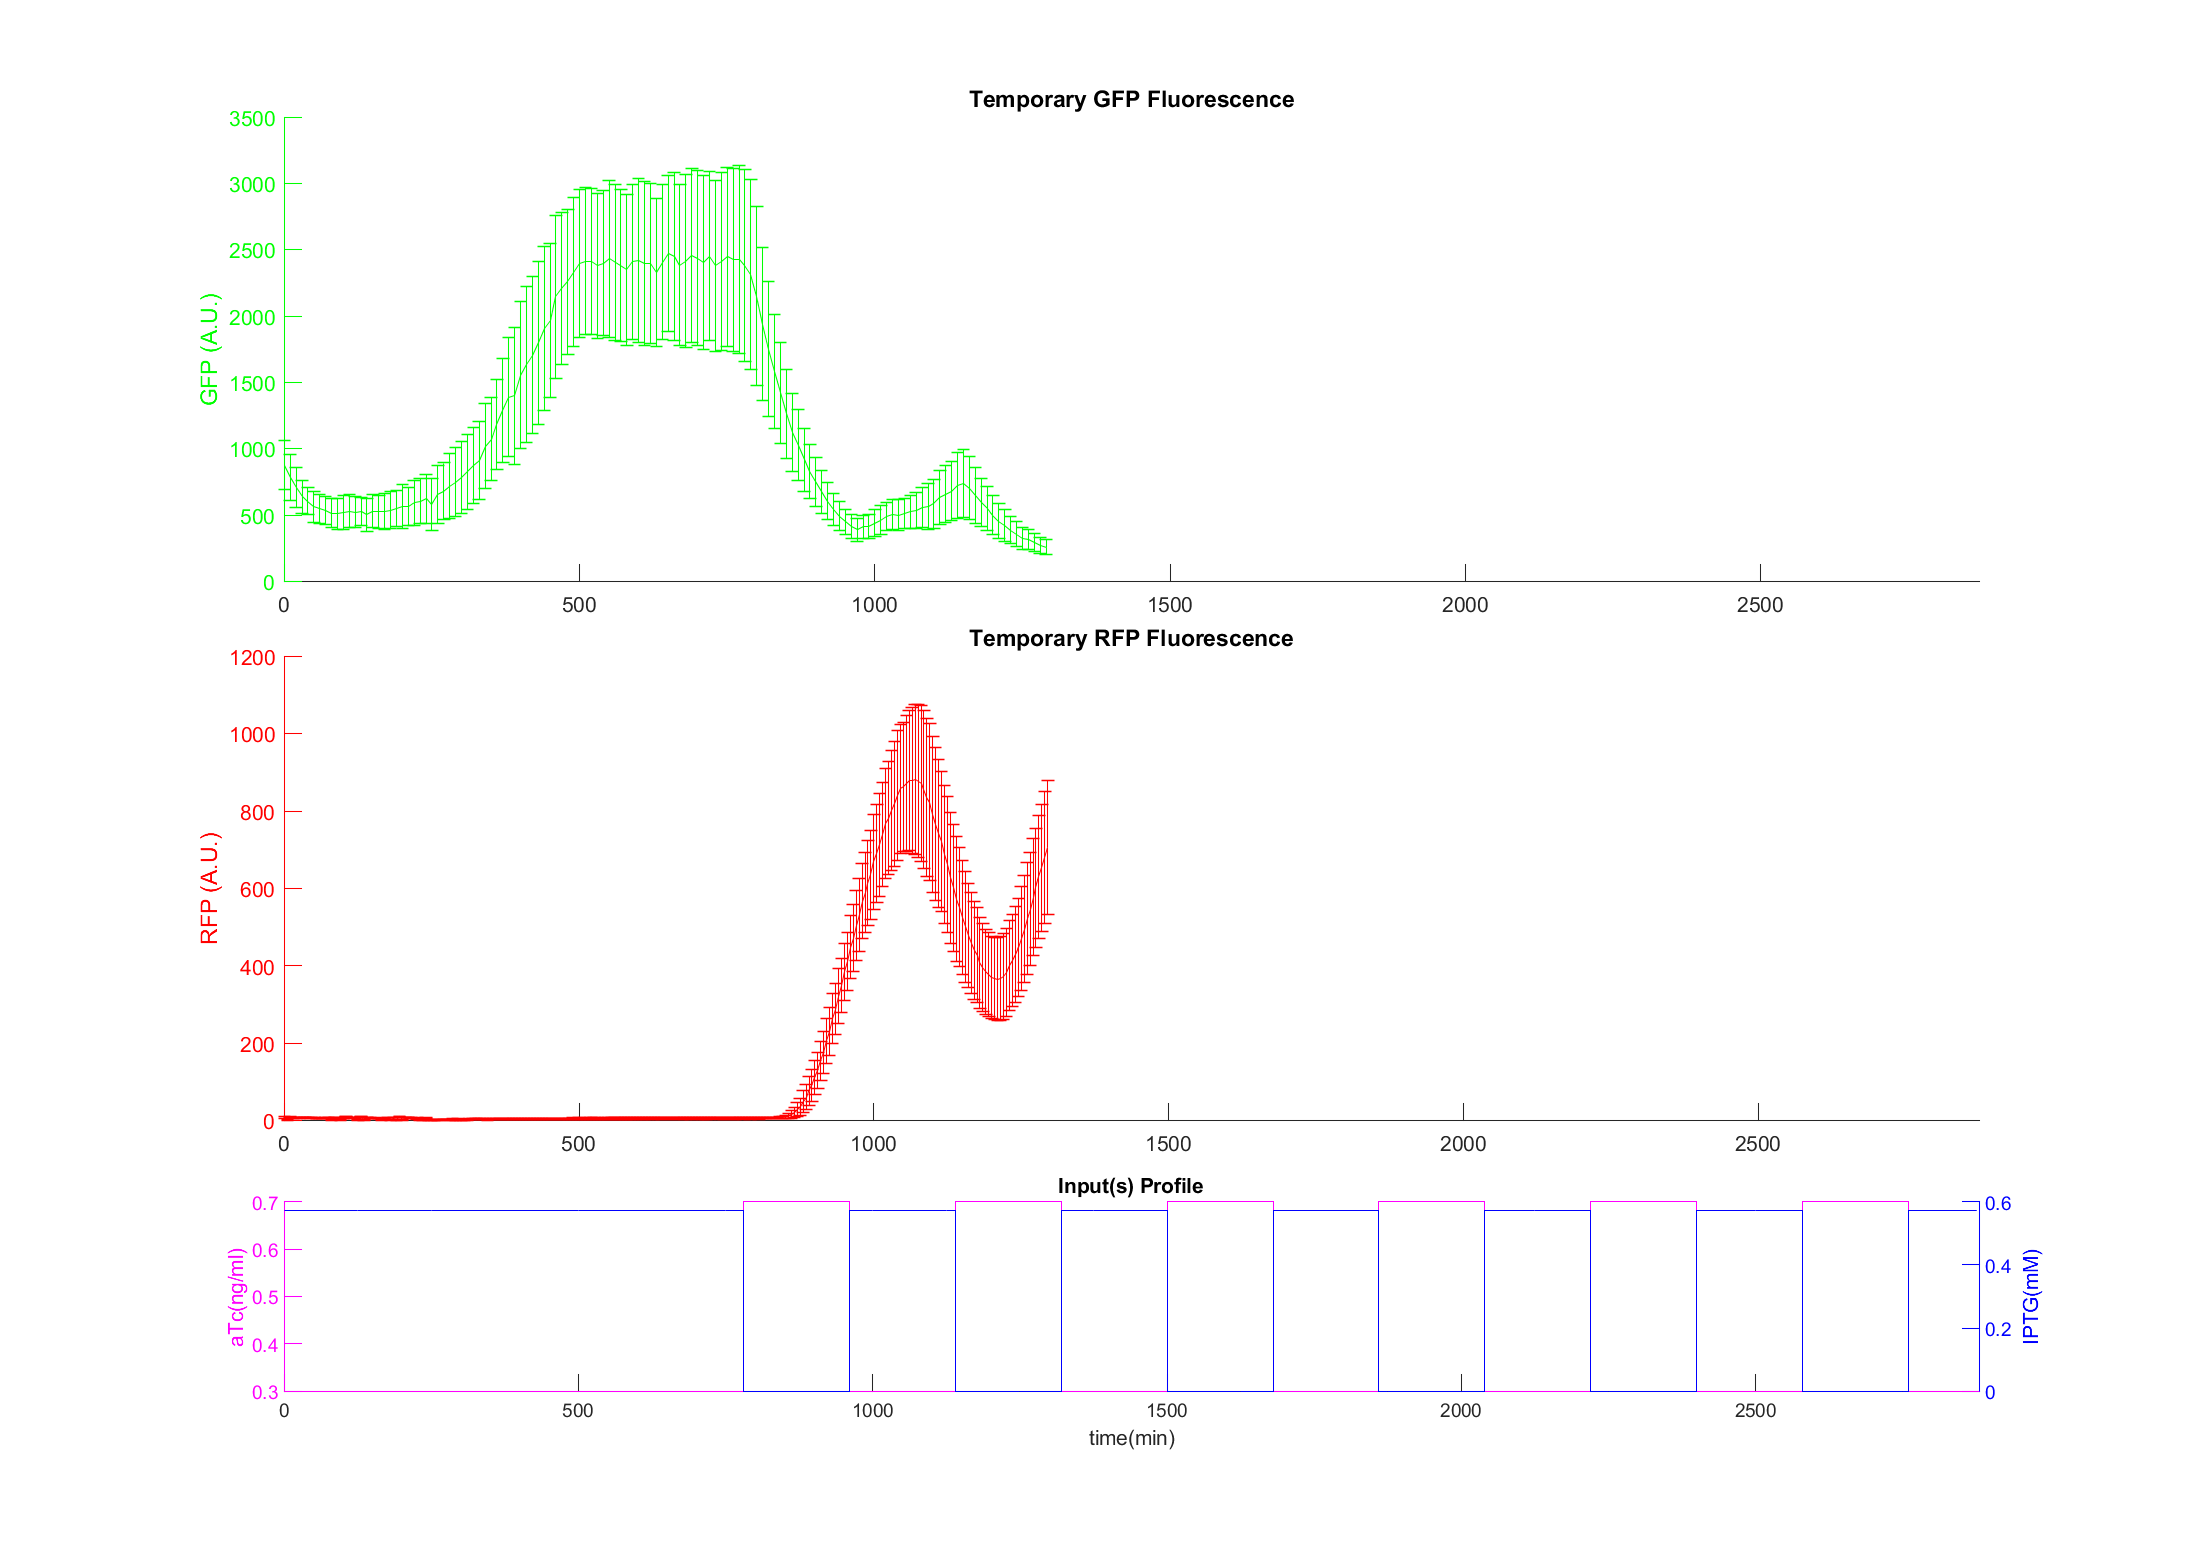 Temporary GFP Fluorescence
3500
3000
2500
2000
1500
1000
500
0
GFP (A.U.)
0 500 1000 1500 2000 2500
Temporary RFP Fluorescence
1200
1000
800
600
400
200
0
RFP (A.U.)
0 500 1000 1500 2000 2500
Input(s) Profile
0.7
0.6
0.5
0.4
0.3
aTc(ng/ml)
0.6
0.4
0.2
0
IPTG(mM)
0 500 1000 1500 2000 2500
time(min)